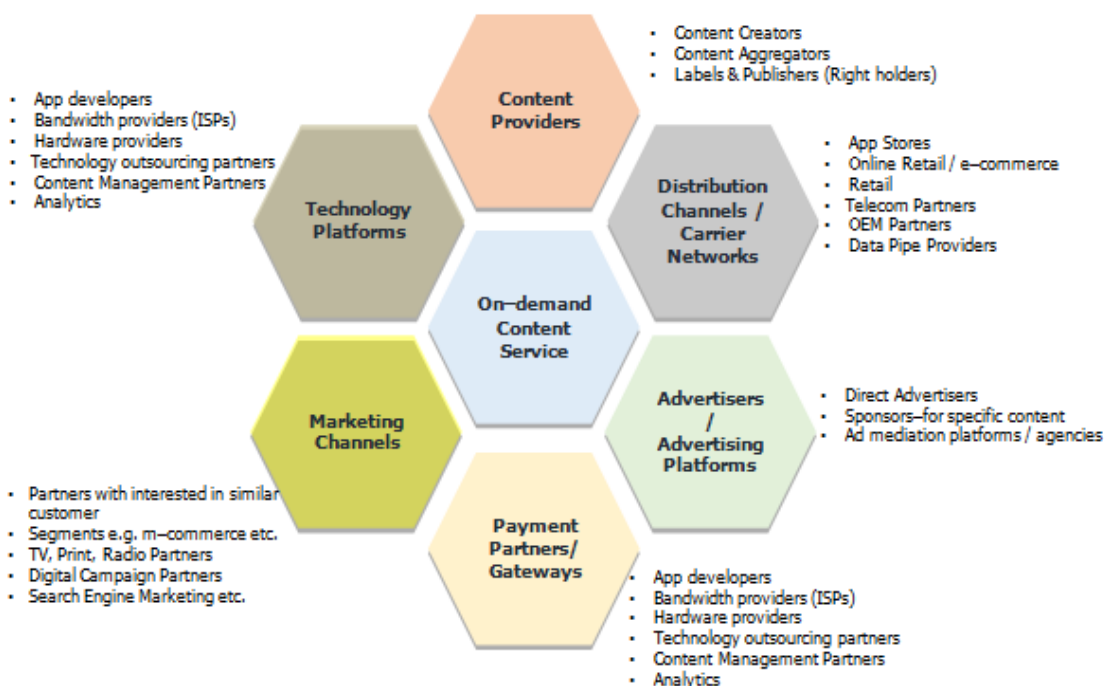 Content
Providers
• Content Creators
• Content Aggregators
• Labels & Publishers (Right holders)
• App developers
• Bandwidth providers (ISPs)
• Hardware providers
• Technology outsourcing partners
• Content Management Partners
• Analytics
Technology
Platforms
Distribution
Channels /
Carrier
Networks
• App Stores
• Online Retail / e–commerce
• Retail
• Telecom Partners
• OEM Partners
• Data Pipe Providers
On–demand
Content
Service
Marketing
Channels
Advertisers
/
Advertising
Platforms
• Direct Advertisers
• Sponsors–for specific content
• Ad mediation platforms / agencies
• Partners with interested in similar
customer
• Segments e.g. m–commerce etc.
• TV, Print, Radio Partners
• Digital Campaign Partners
• Search Engine Marketing etc.
Payment
Partners/
Gateways
• App developers
• Bandwidth providers (ISPs)
• Hardware providers
• Technology outsourcing partners
• Content Management Partners
• Analytics